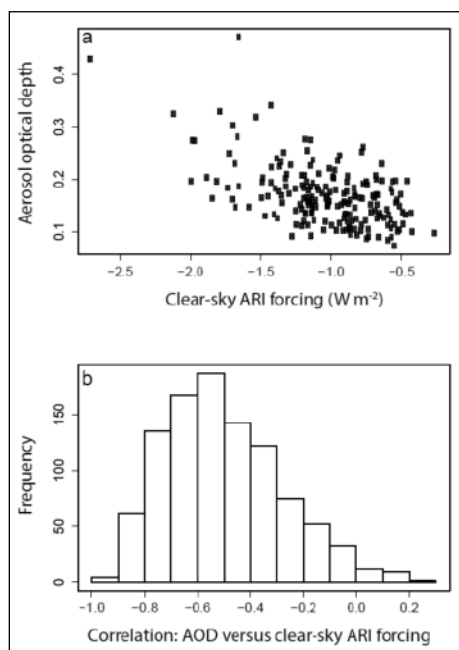 a
Aerosol optical depth
0.4
0.3
0.2
0.1
-2.5 -2.0 -1.5 -1.0 -0.5
Clear-sky ARI forcing (W m⁻²)
b
Frequency
150
100
50
0
-1.0 -0.8 -0.6 -0.4 -0.2 0.0 0.2
Correlation: AOD versus clear-sky ARI forcing